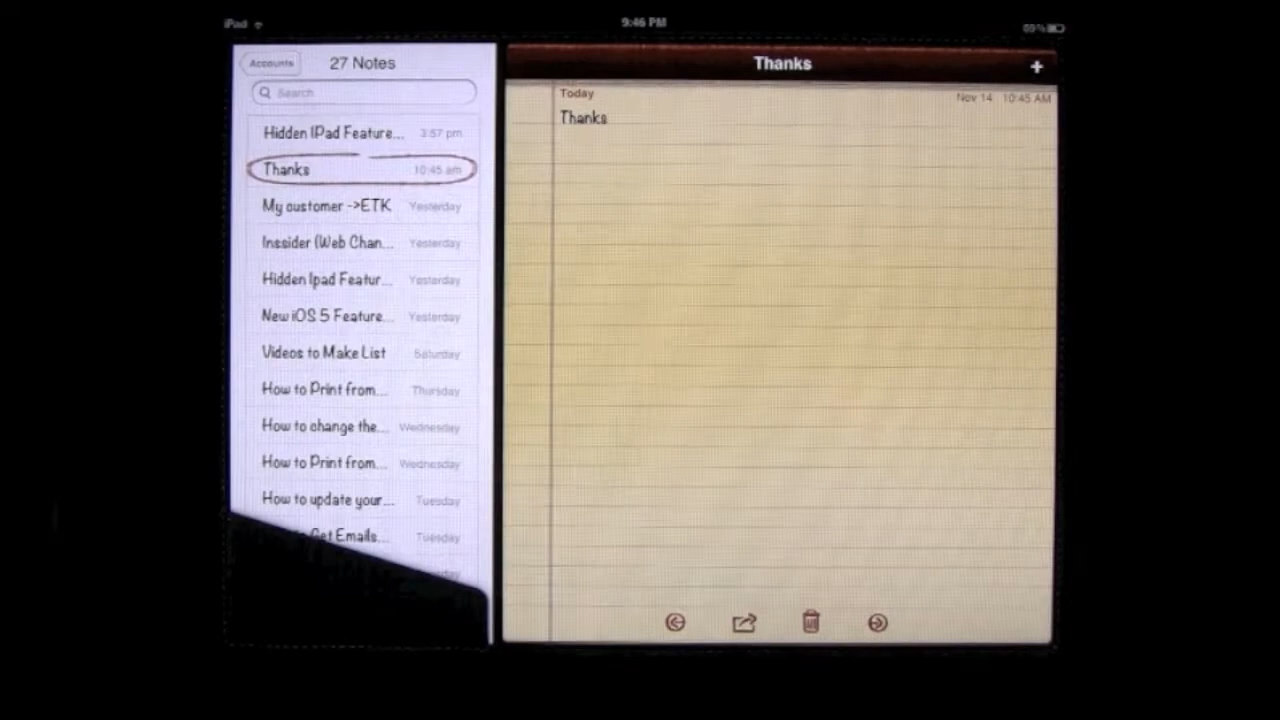 iPad
9:46 PM
69%
Accounts
27 Notes
Search
Hidden IPad Feature... 3:57 pm
Thanks 10:45 am
My customer ->ETK Yesterday
Inssider (Web Chan... Yesterday
Hidden Ipad Featur... Yesterday
New iOS 5 Feature... Yesterday
Videos to Make List Saturday
How to Print from... Thursday
How to change the... Wednesday
How to Print from... Wednesday
How to update your... Tuesday
Get Emails... Tuesday
Thanks
+
Today
Nov 14 10:45 AM
Thanks